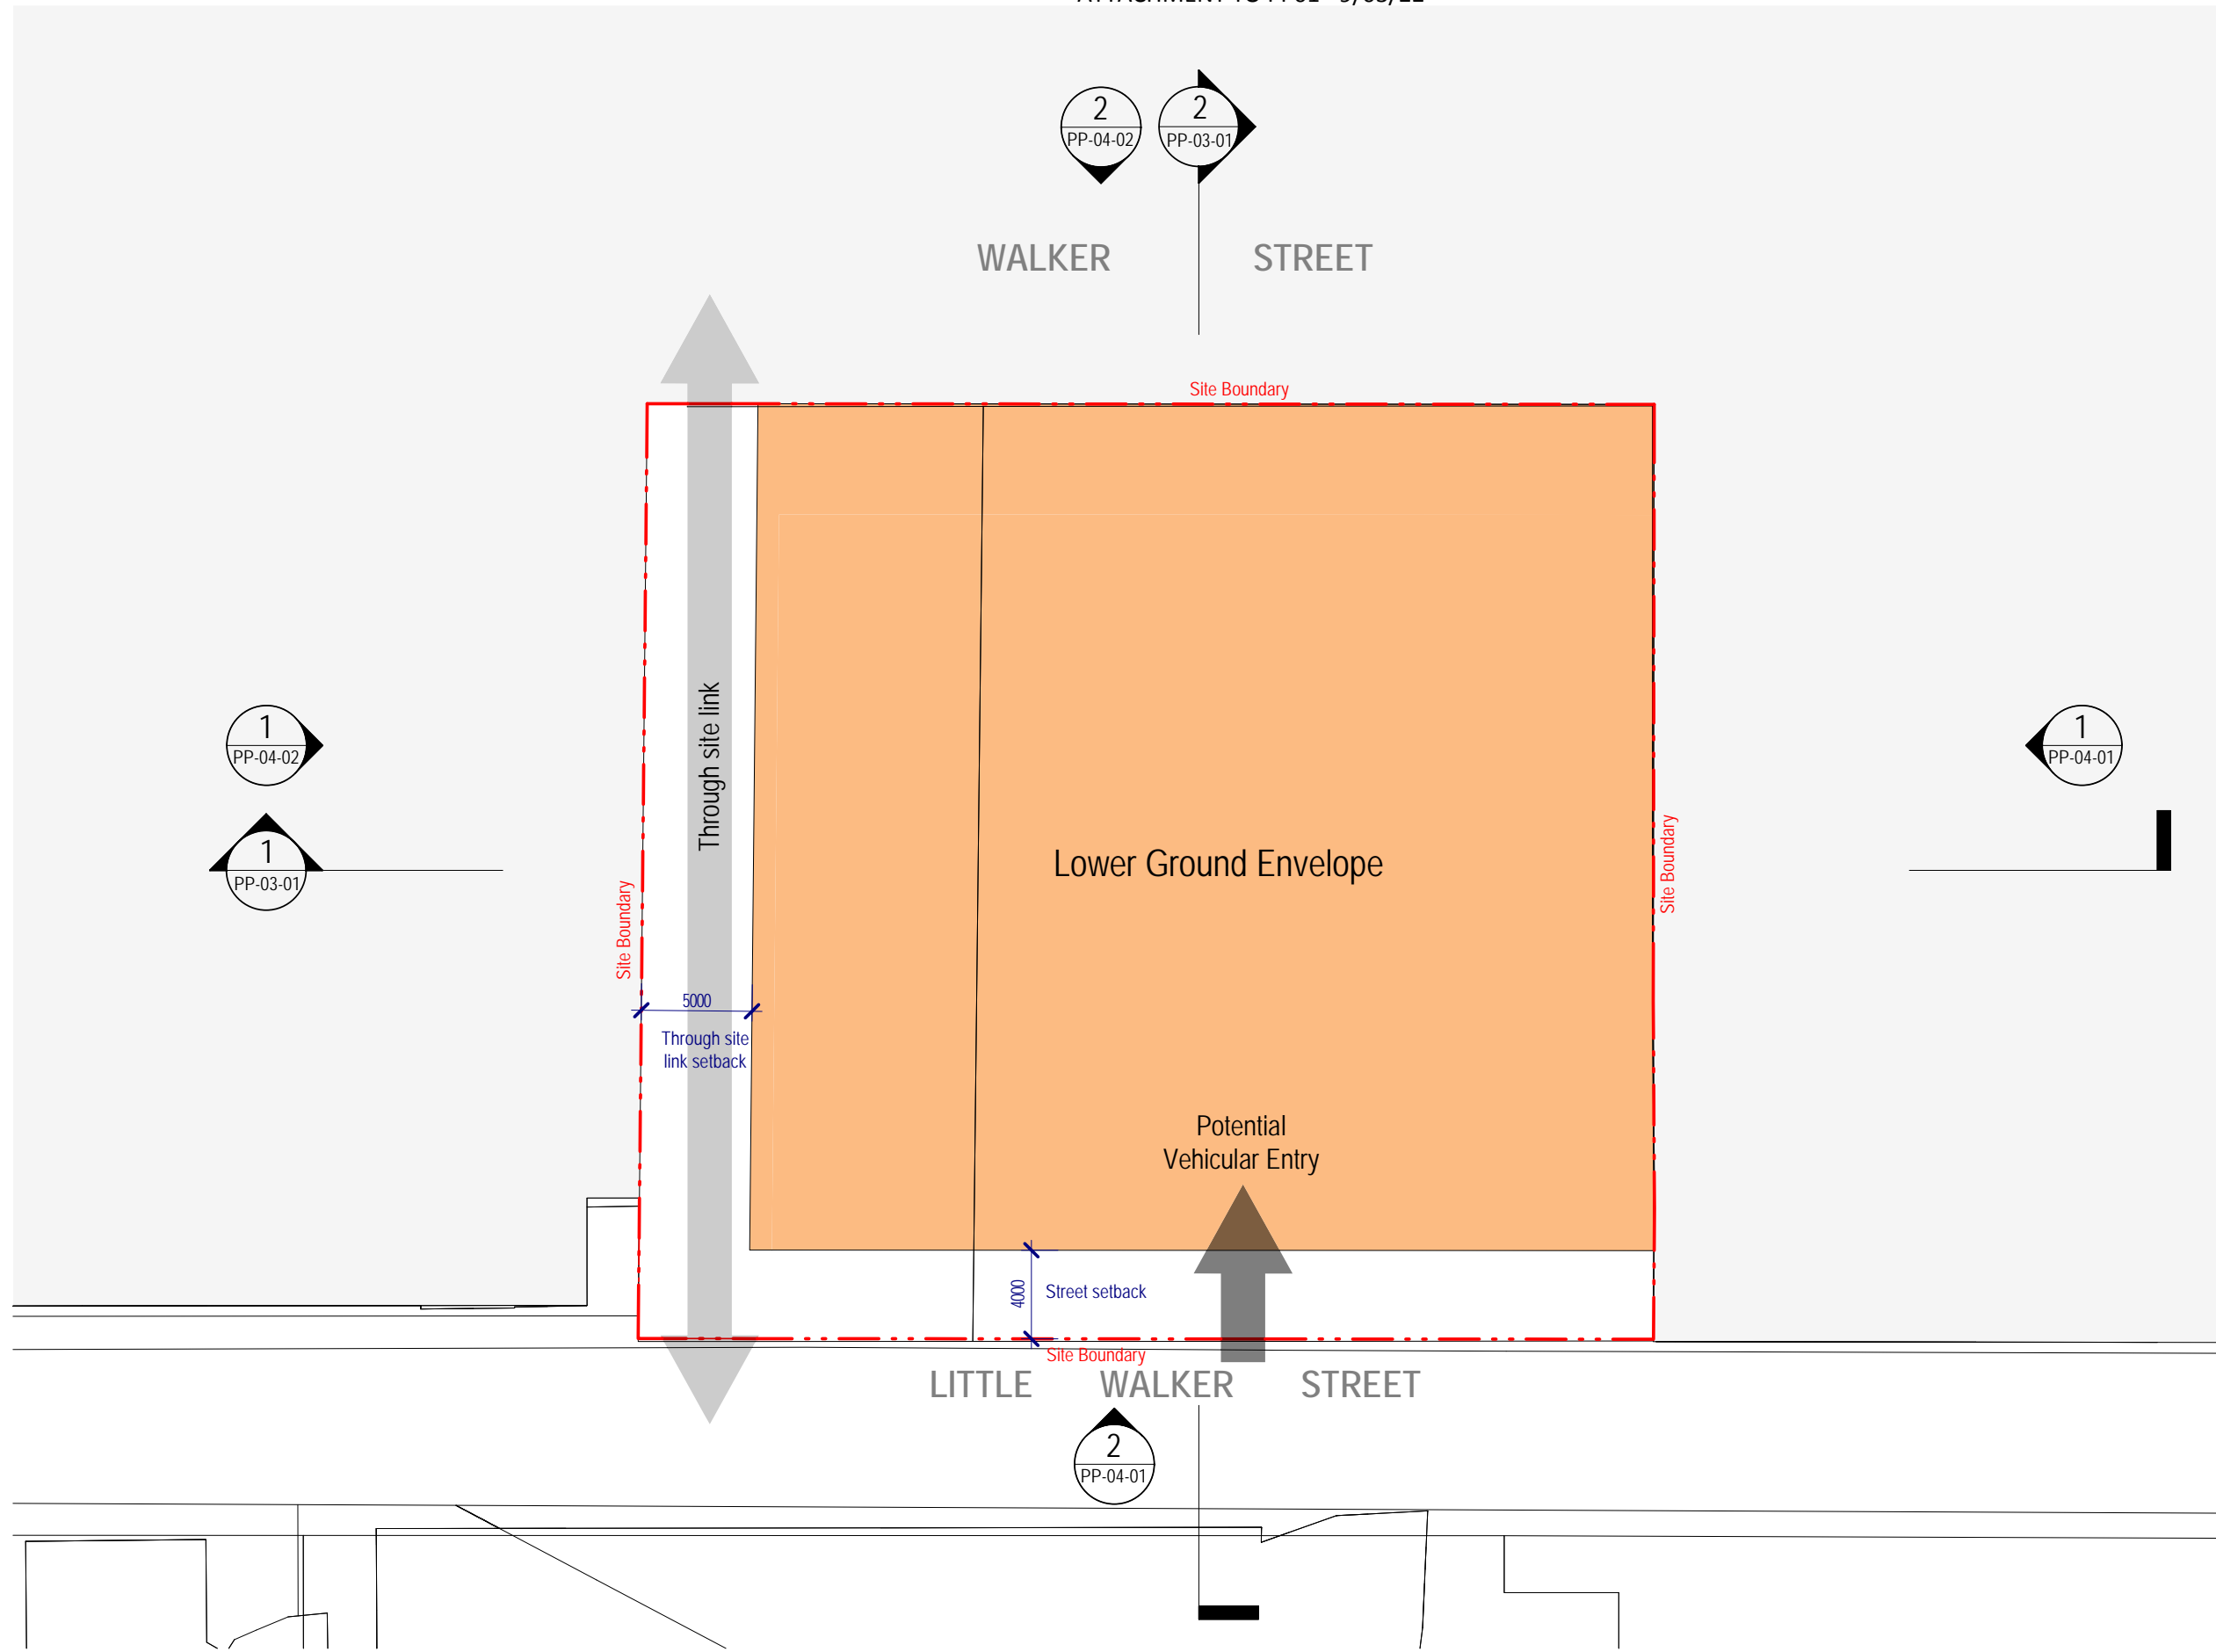 2
PP-04-02
2
PP-03-01
WALKER STREET
Site Boundary
Through site link
1
PP-04-02
1
PP-04-01
1
PP-03-01
Lower Ground Envelope
Site Boundary
Site Boundary
5000
Through site
link setback
Potential
Vehicular Entry
4000
Street setback
Site Boundary
LITTLE WALKER STREET
2
PP-04-01